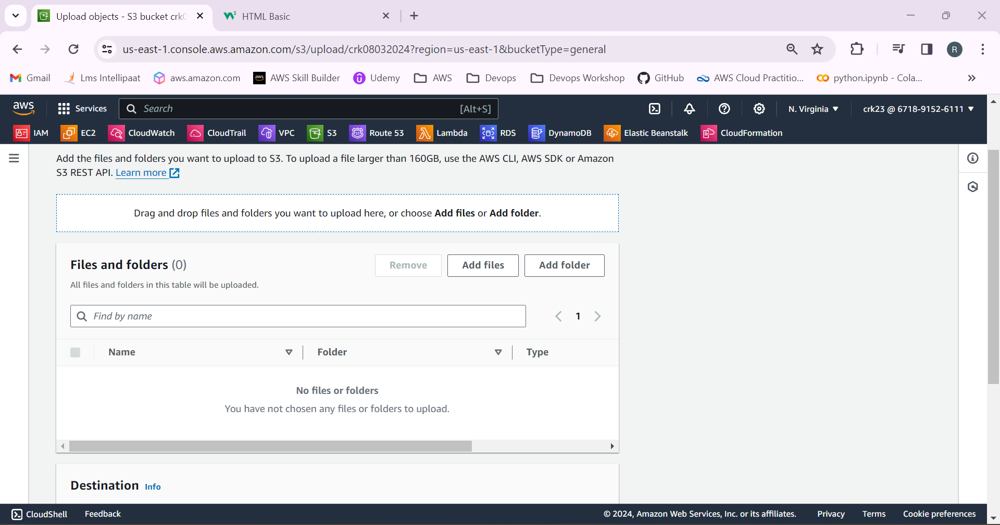 Upload objects - S3 bucket crk0
HTML Basic
us-east-1.console.aws.amazon.com/s3/upload/crk08032024?region=us-east-1&bucketType=general
R
Gmail
Lms Intellipaat
aws.amazon.com
aws AWS Skill Builder
Udemy
AWS
Devops
Devops Workshop
GitHub
AWS Cloud Practitio...
python.ipynb - Cola...
aws
Services
Search [Alt+S]
N. Virginia
crk23 @ 6718-9152-6111
IAM
EC2
CloudWatch
CloudTrail
VPC
S3
Route 53
Lambda
RDS
DynamoDB
Elastic Beanstalk
CloudFormation
Add the files and folders you want to upload to S3. To upload a file larger than 160GB, use the AWS CLI, AWS SDK or Amazon
S3 REST API. Learn more
Drag and drop files and folders you want to upload here, or choose Add files or Add folder.
Files and folders (0)
Remove
Add files
Add folder
All files and folders in this table will be uploaded.
Find by name
1
Name
Folder
Type
No files or folders
You have not chosen any files or folders to upload.
Destination Info
CloudShell
Feedback
© 2024, Amazon Web Services, Inc. or its affiliates.
Privacy
Terms
Cookie preferences